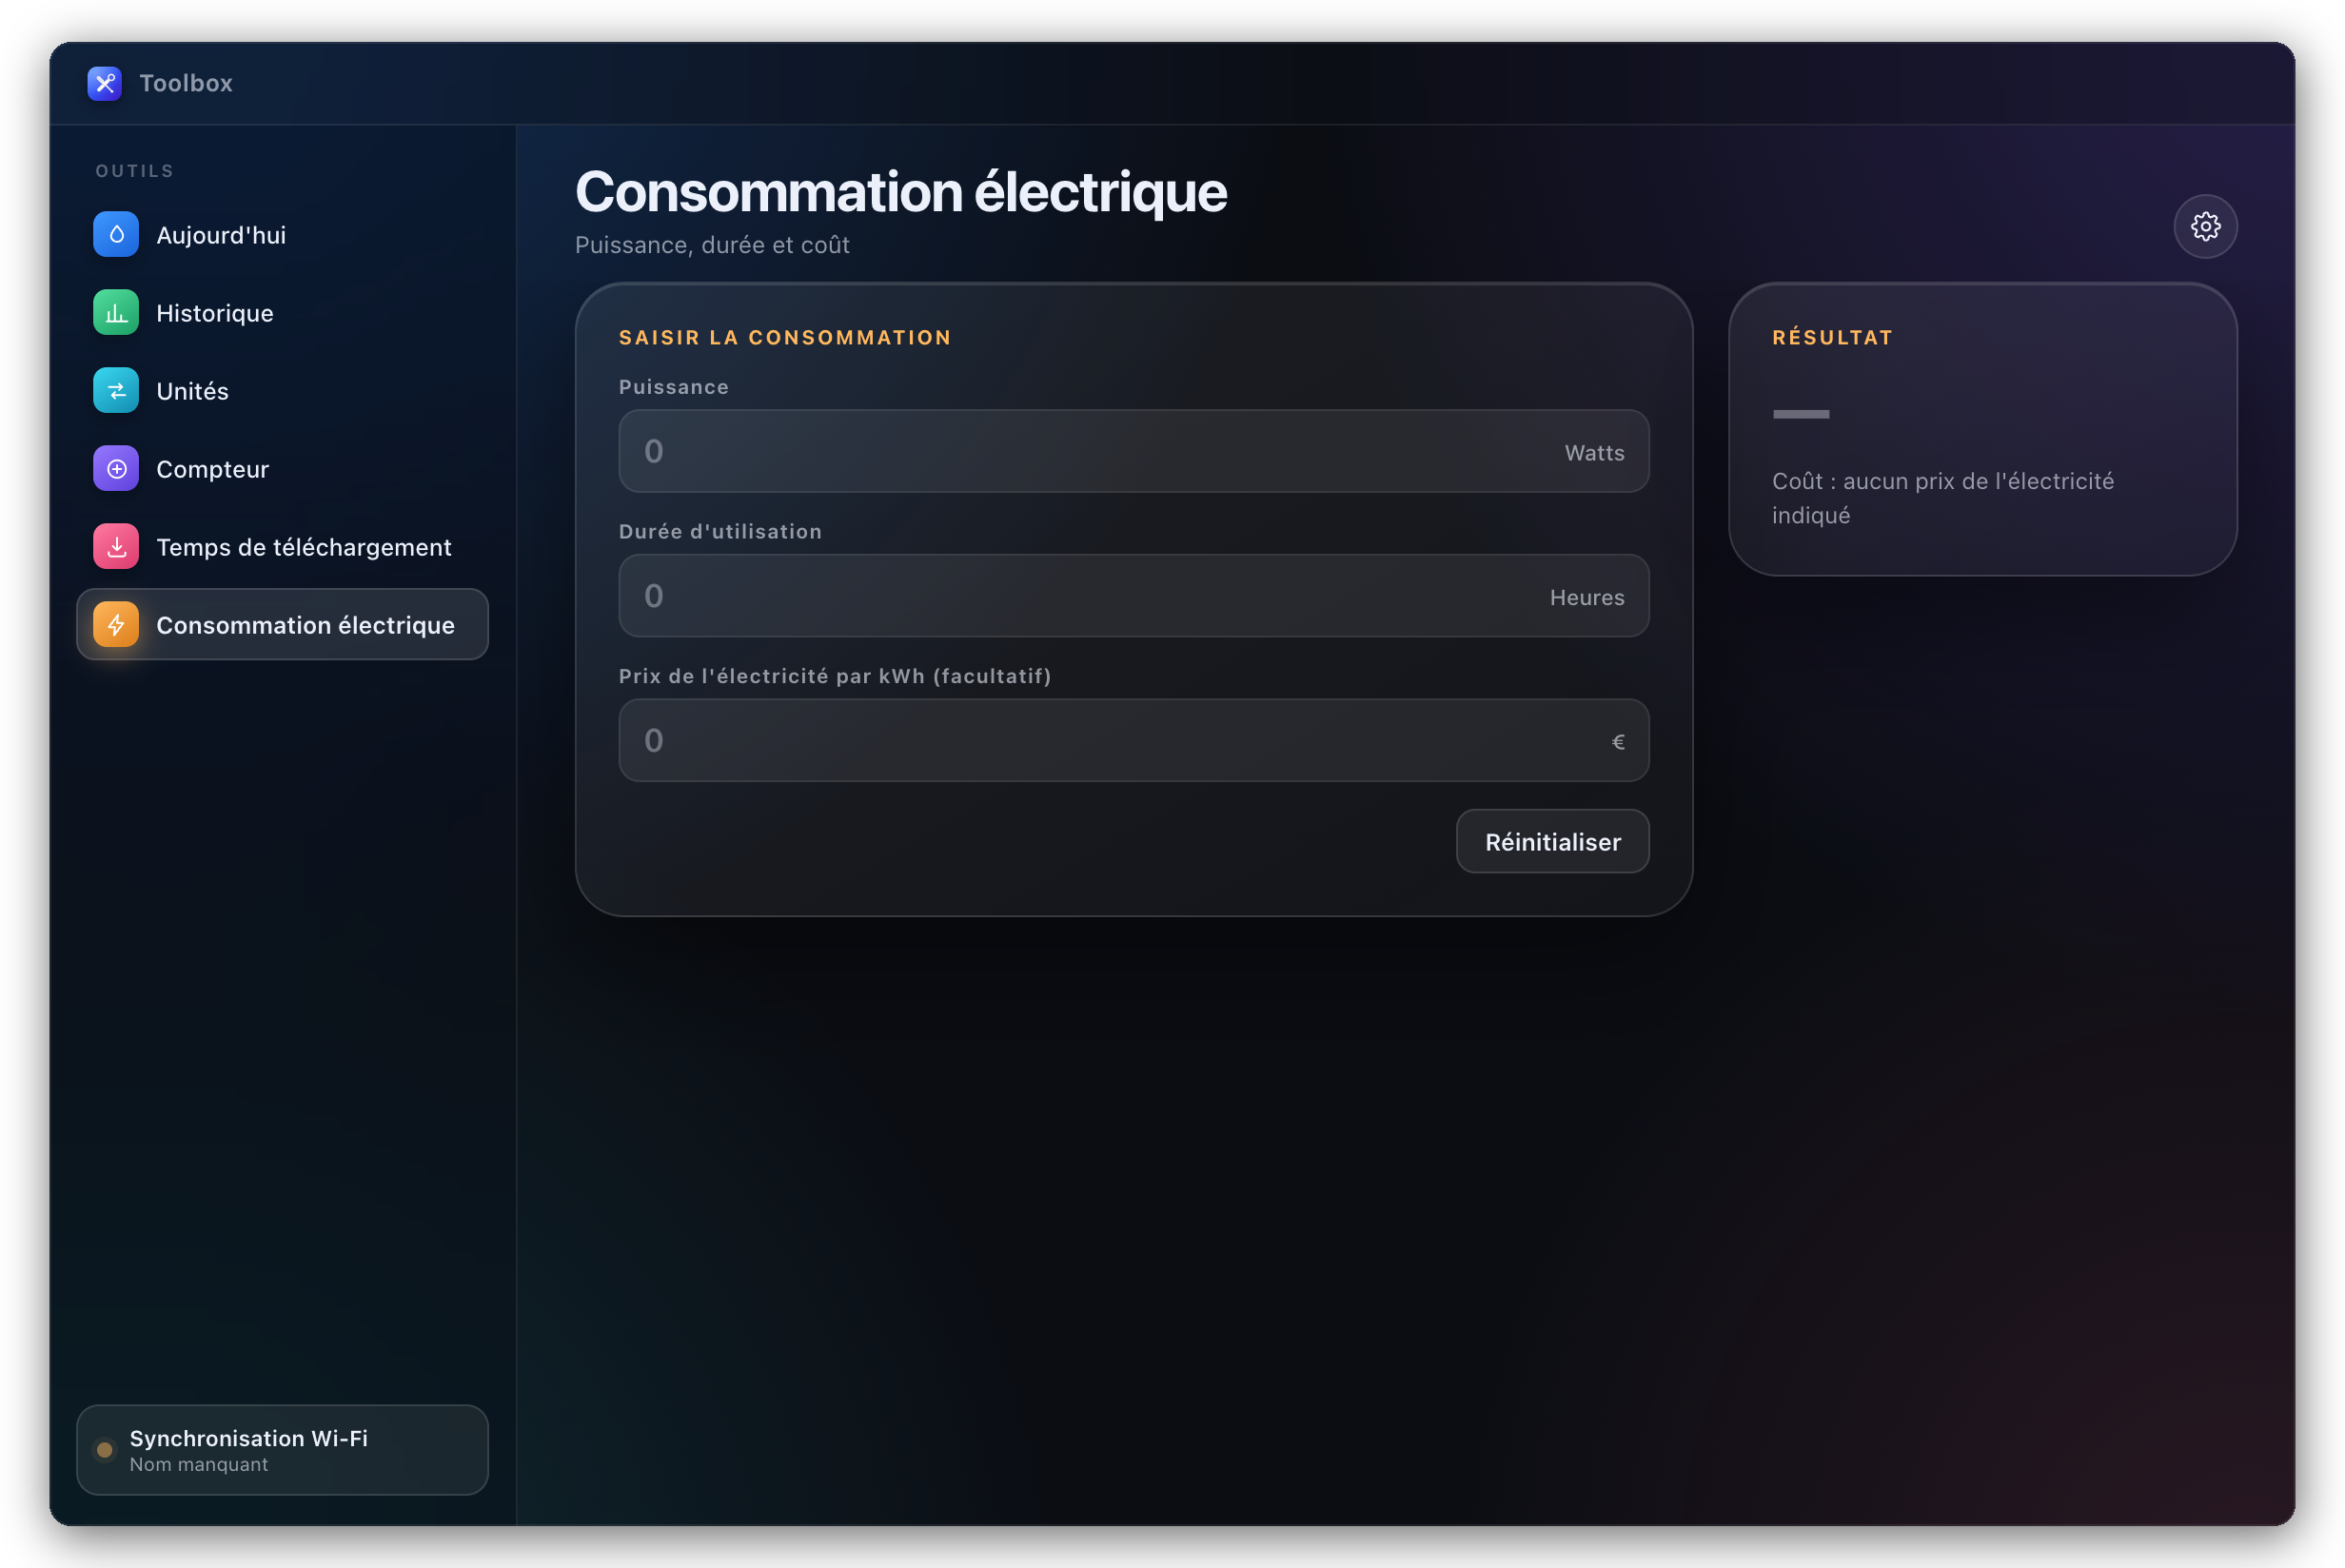 Toolbox
OUTILS
Aujourd'hui
Historique
Unités
Compteur
Temps de téléchargement
Consommation électrique
Synchronisation Wi-Fi
Nom manquant
Consommation électrique
Puissance, durée et coût
SAISIR LA CONSOMMATION
Puissance
0 Watts
Durée d'utilisation
0 Heures
Prix de l'électricité par kWh (facultatif)
0 €
Réinitialiser
RÉSULTAT
—
Coût : aucun prix de l'électricité
indiqué